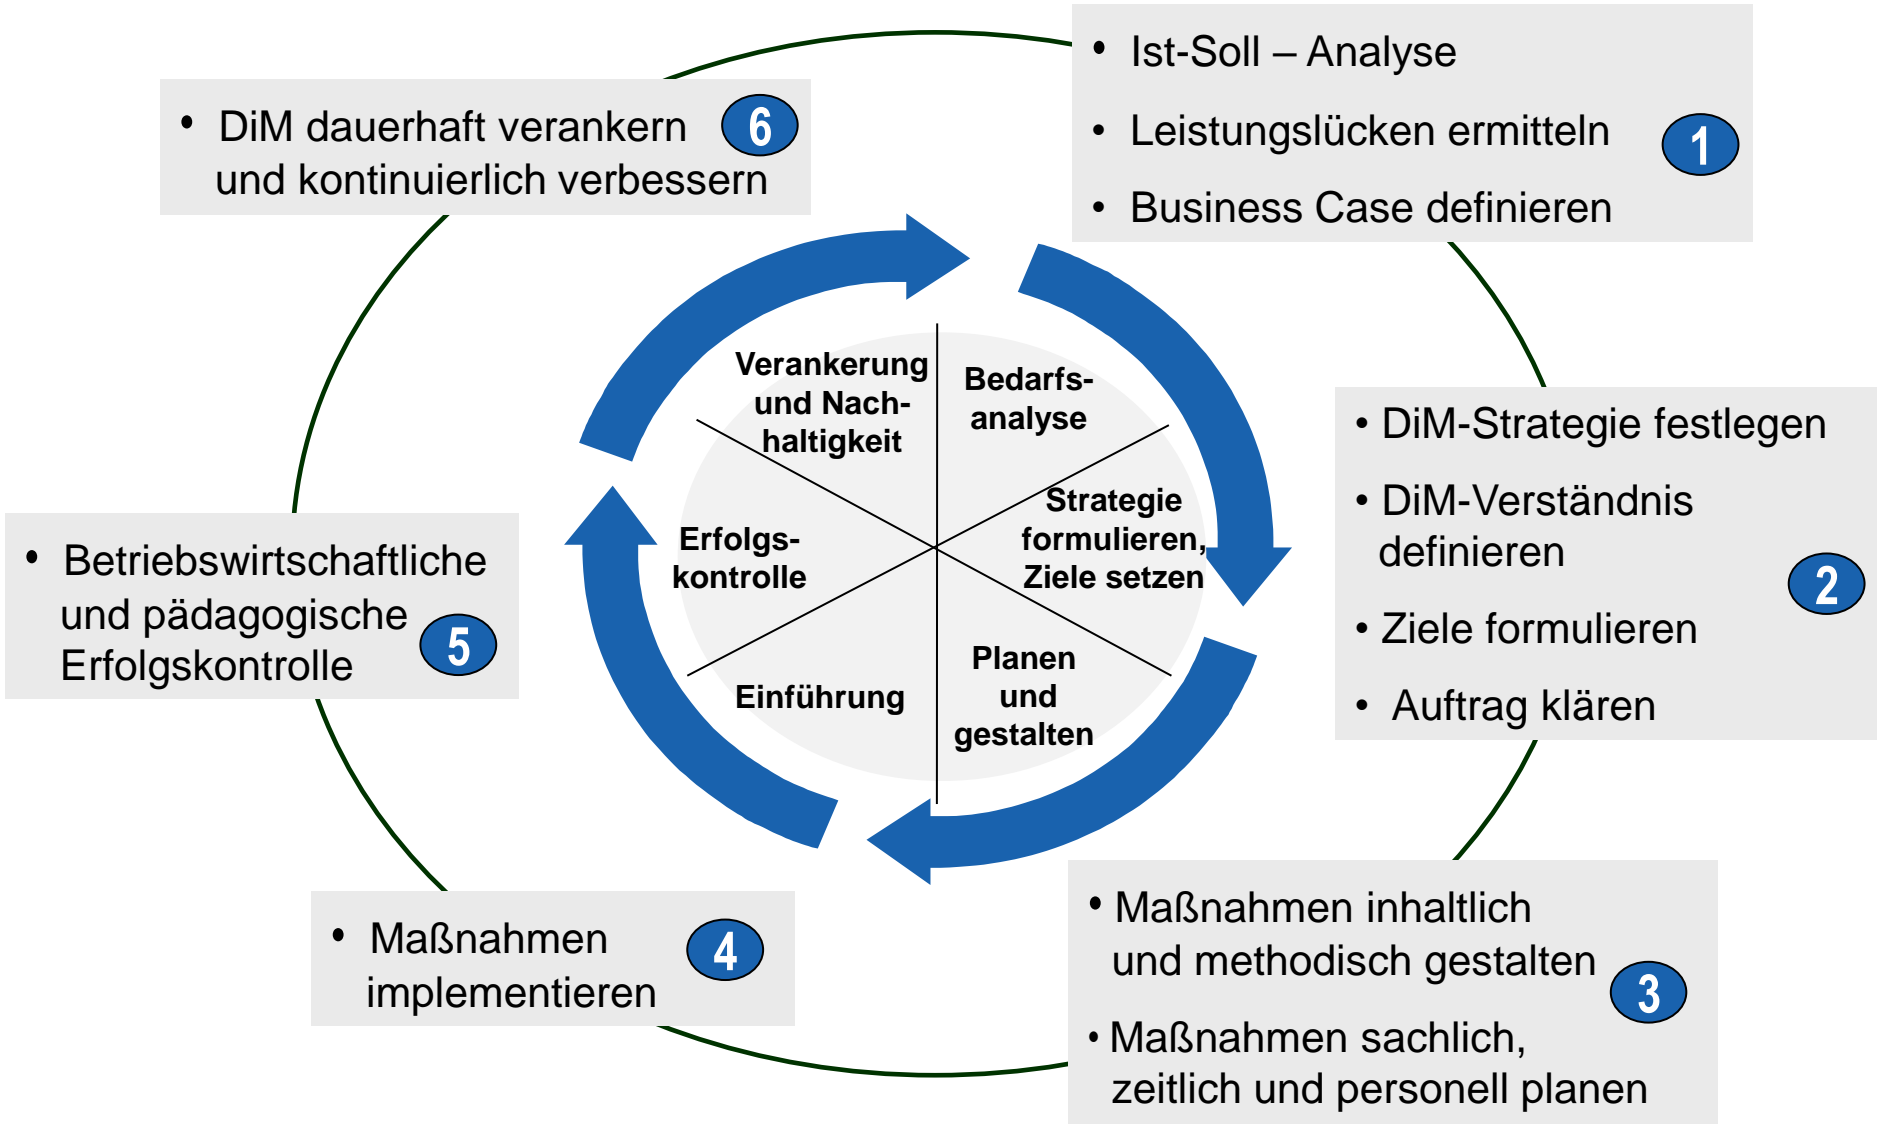 • Ist-Soll – Analyse
• Leistungslücken ermitteln
• Business Case definieren
1
• DiM-Strategie festlegen
• DiM-Verständnis
definieren
• Ziele formulieren
• Auftrag klären
2
• Maßnahmen inhaltlich
und methodisch gestalten
• Maßnahmen sachlich,
zeitlich und personell planen
3
• Maßnahmen
implementieren
4
• Betriebswirtschaftliche
und pädagogische
Erfolgskontrolle
5
• DiM dauerhaft verankern
und kontinuierlich verbessern
6
Bedarfs-
analyse
Strategie
formulieren,
Ziele setzen
Planen
und
gestalten
Einführung
Erfolgs-
kontrolle
Verankerung
und Nach-
haltigkeit